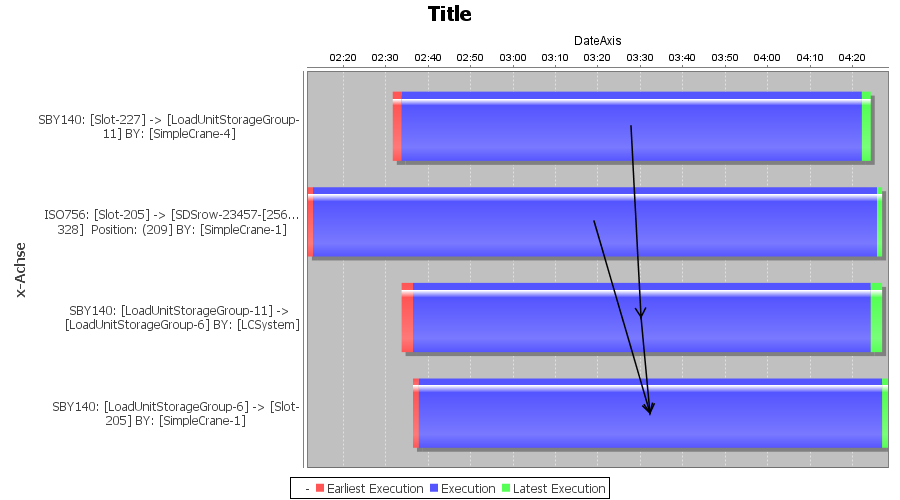 Title
DateAxis
02:20 02:30 02:40 02:50 03:00 03:10 03:20 03:30 03:40 03:50 04:00 04:10 04:20
x-Achse
SBY140: [Slot-227] -> [LoadUnitStorageGroup-
11] BY: [SimpleCrane-4]
ISO756: [Slot-205] -> [SDSrow-23457-[256...
328] Position: (209] BY: [SimpleCrane-1]
SBY140: [LoadUnitStorageGroup-11] ->
[LoadUnitStorageGroup-6] BY: [LCSystem]
SBY140: [LoadUnitStorageGroup-6] -> [Slot-
205] BY: [SimpleCrane-1]
- Earliest Execution Execution Latest Execution